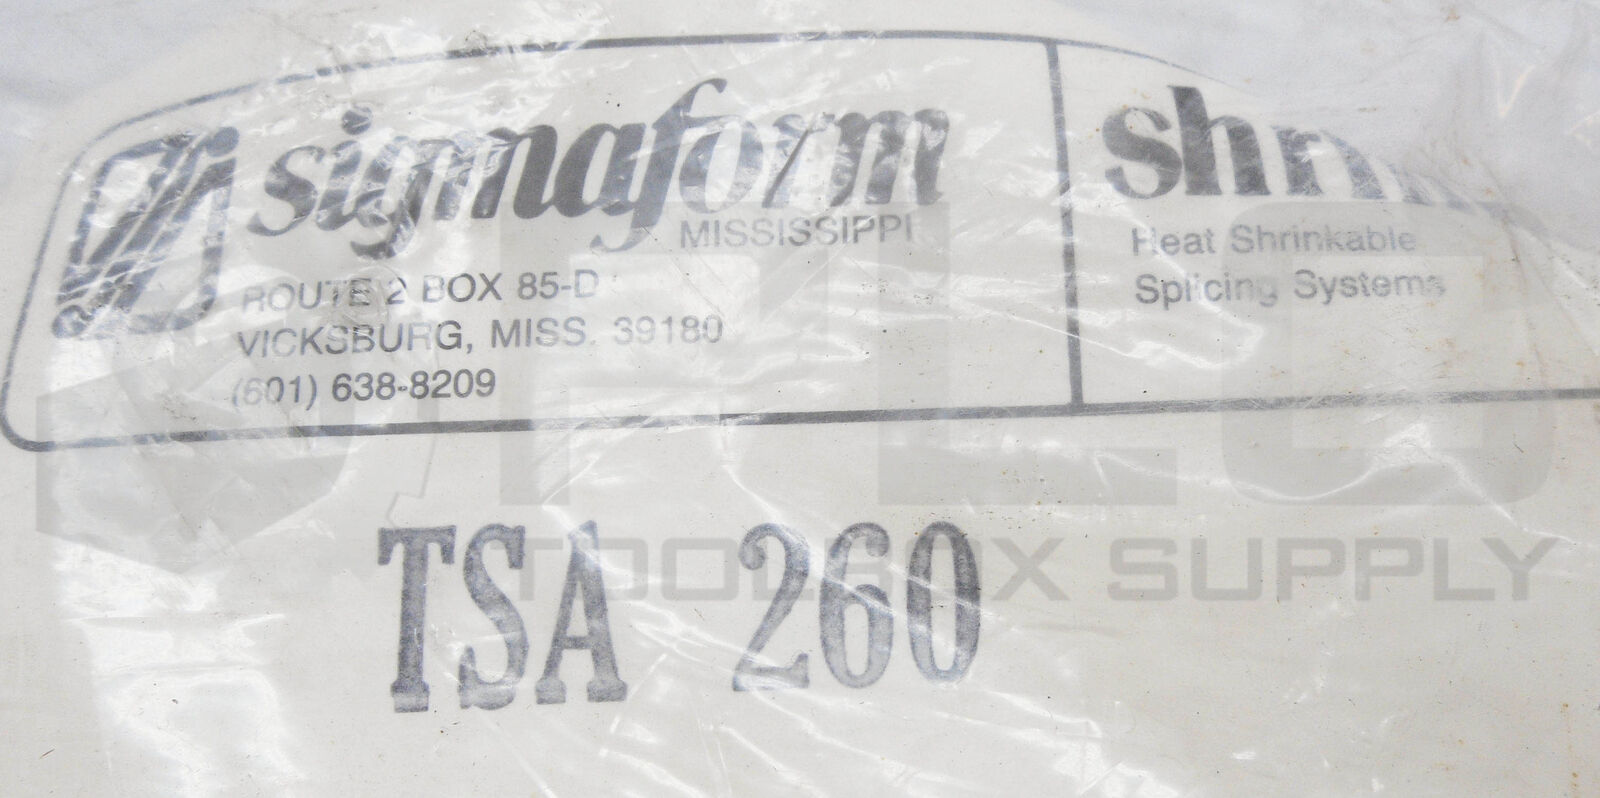 sigmaform
MISSISSIPPI
ROUTE 2 BOX 85-D
VICKSBURG, MISS. 39180
(601) 638-8209
Heat Shrinkable
Splicing Systems
TSA 260
TOOLBOX SUPPLY